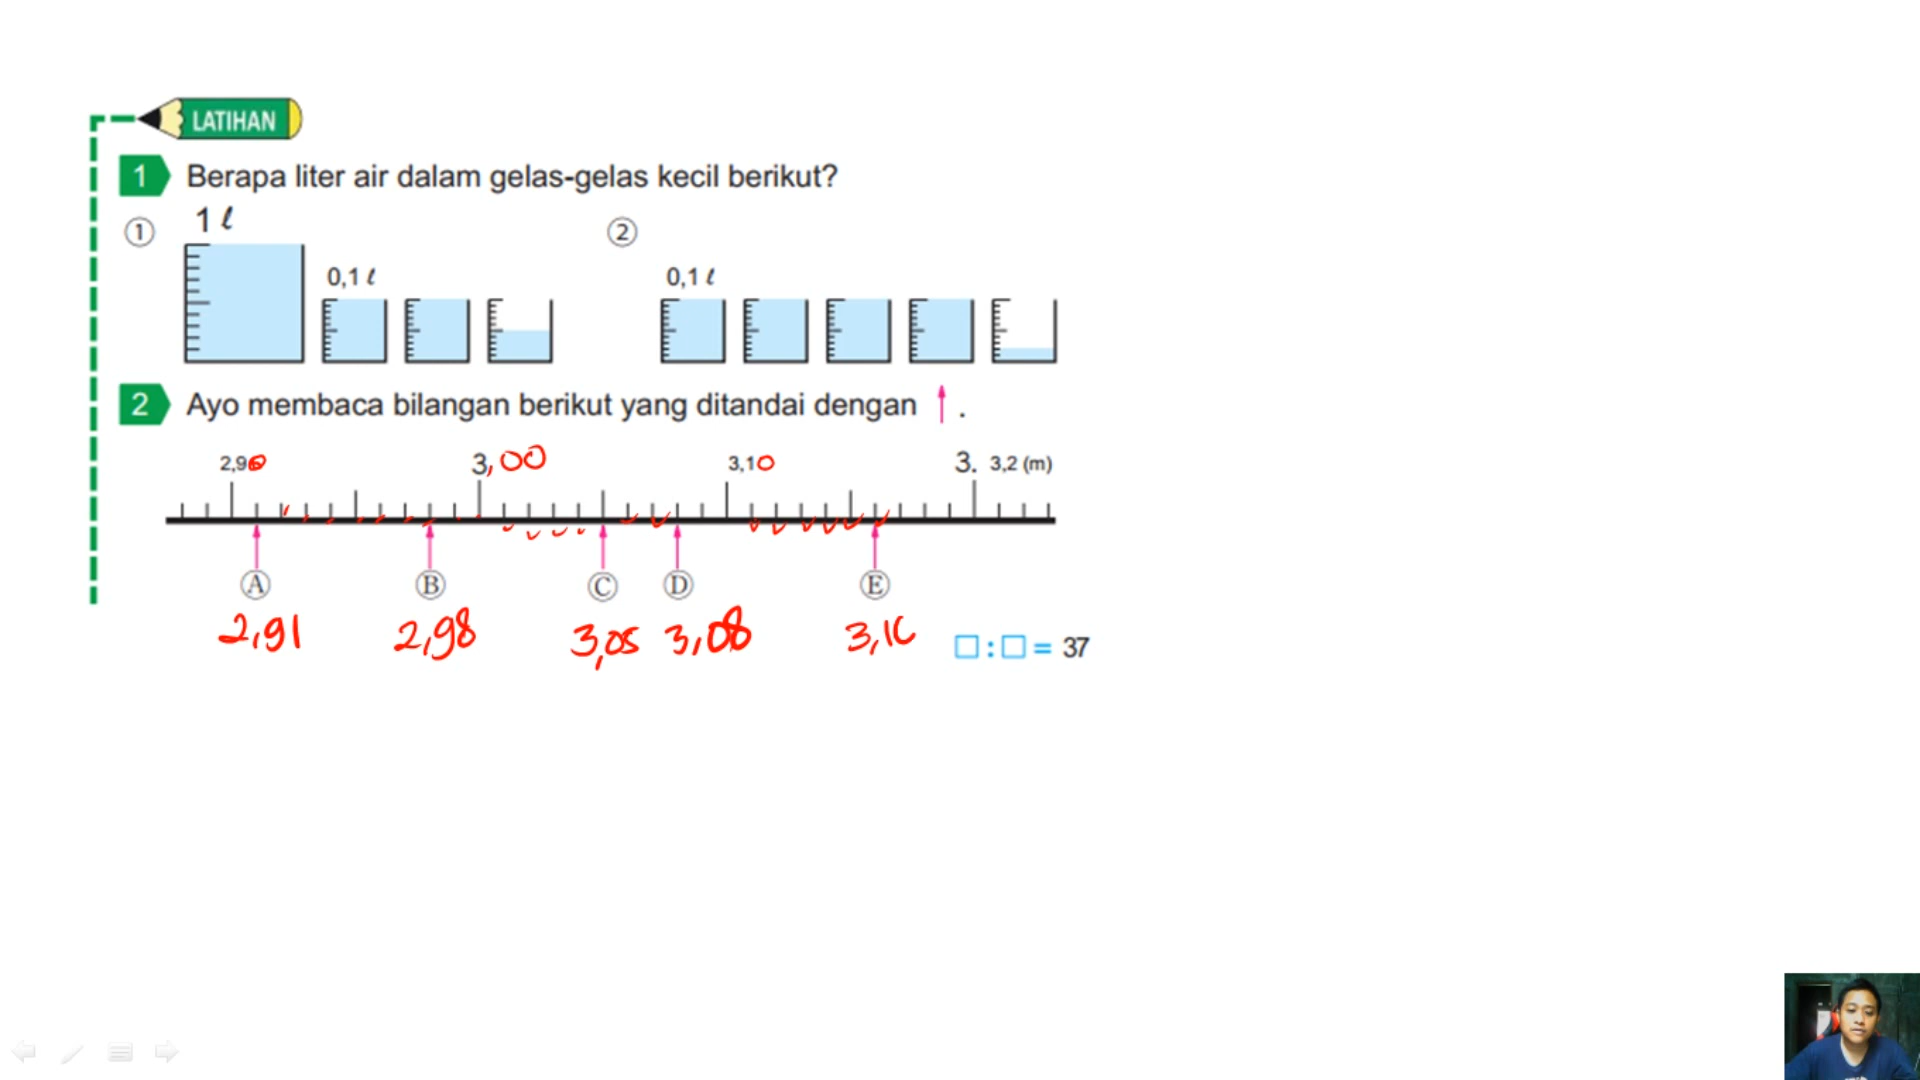 LATIHAN
1 Berapa liter air dalam gelas-gelas kecil berikut?
① 1 ℓ ②
0,1 ℓ 0,1 ℓ
2 Ayo membaca bilangan berikut yang ditandai dengan ↑ .
2,90 3,00 3,10 3. 3,2 (m)
Ⓐ Ⓑ Ⓒ Ⓓ Ⓔ
2,91 2,98 3,05 3,08
□ : □ = 37